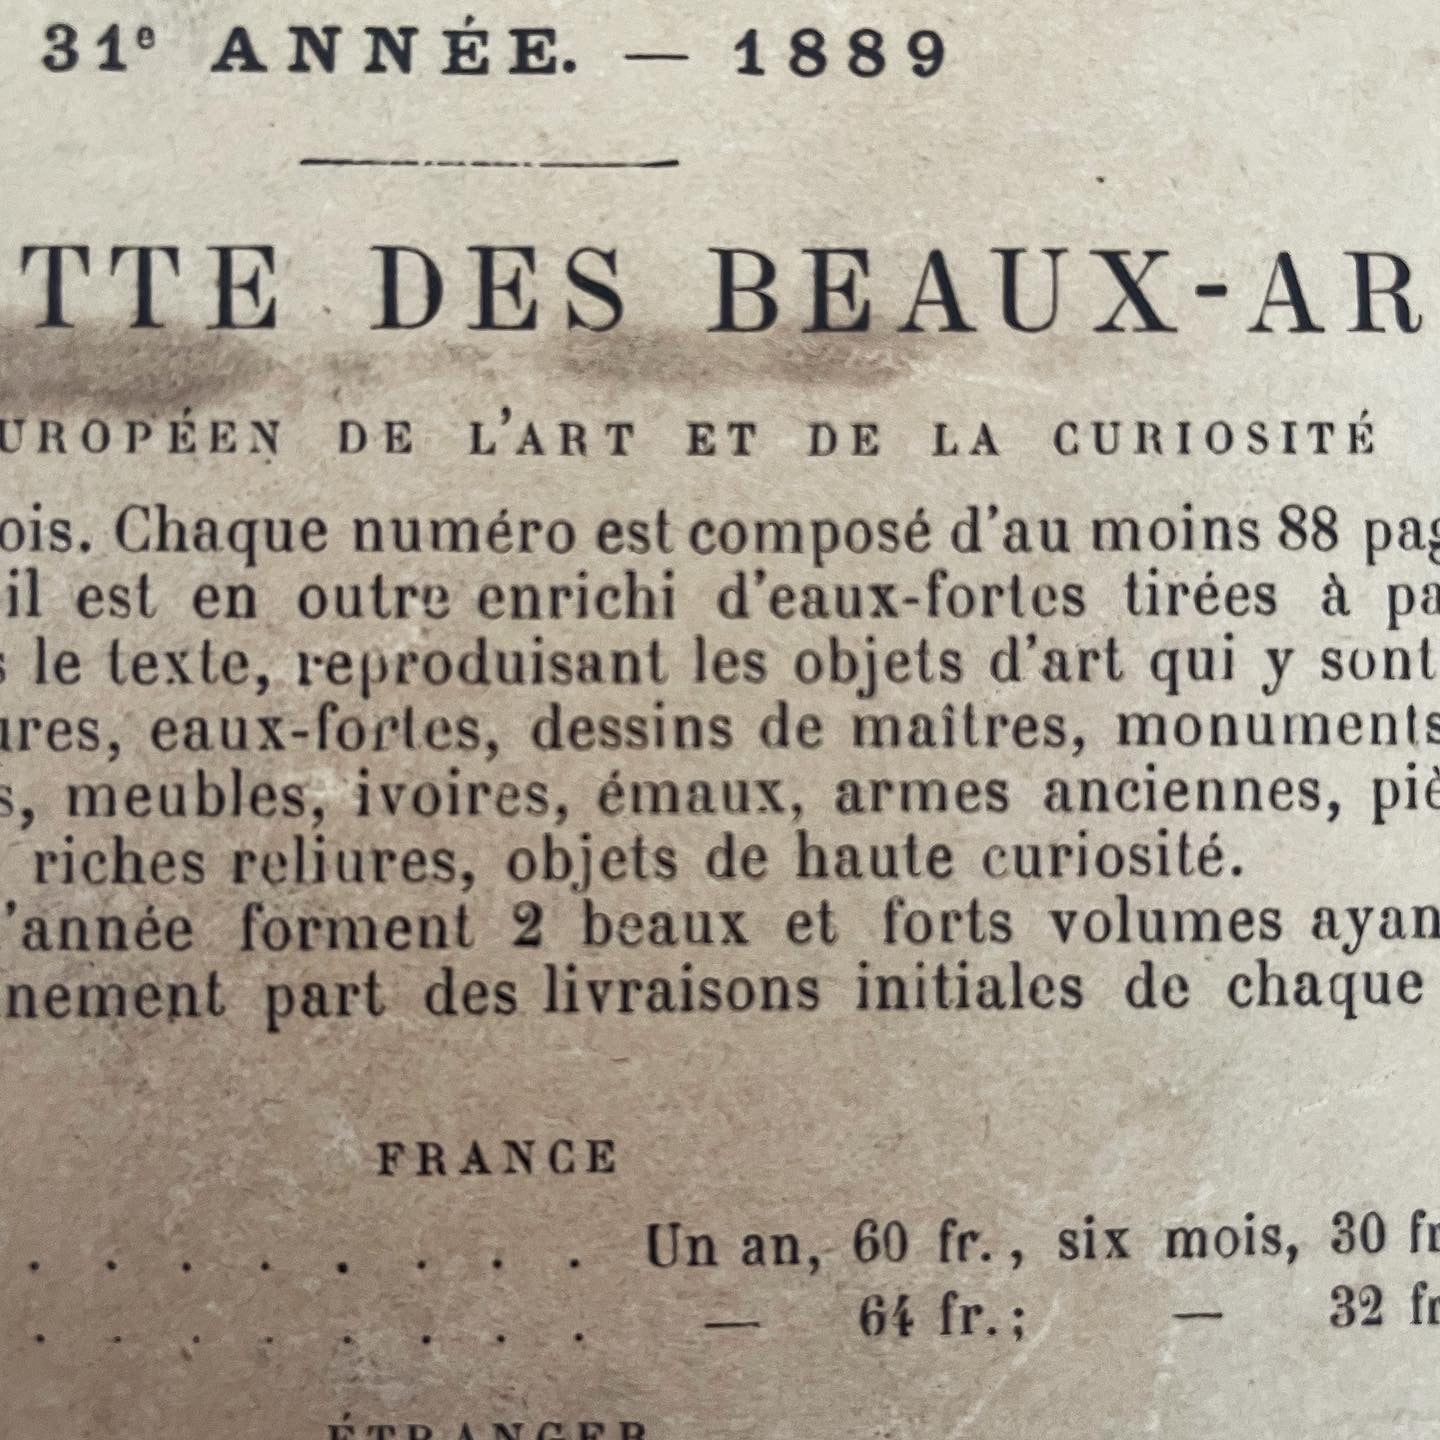 31e ANNÉE. — 1889
TTE DES BEAUX-AR
UROPÉEN DE L'ART ET DE LA CURIOSITÉ
ois. Chaque numéro est composé d'au moins 88 pag
il est en outre enrichi d'eaux-fortes tirées à pa
s le texte, reproduisant les objets d'art qui y sont
ures, eaux-fortes, dessins de maîtres, monuments
s, meubles, ivoires, émaux, armes anciennes, piè
riches reliures, objets de haute curiosité.
l'année forment 2 beaux et forts volumes ayan
nement part des livraisons initiales de chaque
FRANCE
. . . . . . . . Un an, 60 fr., six mois, 30 fr
. . . . . . . . — 64 fr.; — 32 fr
ÉTRANGER